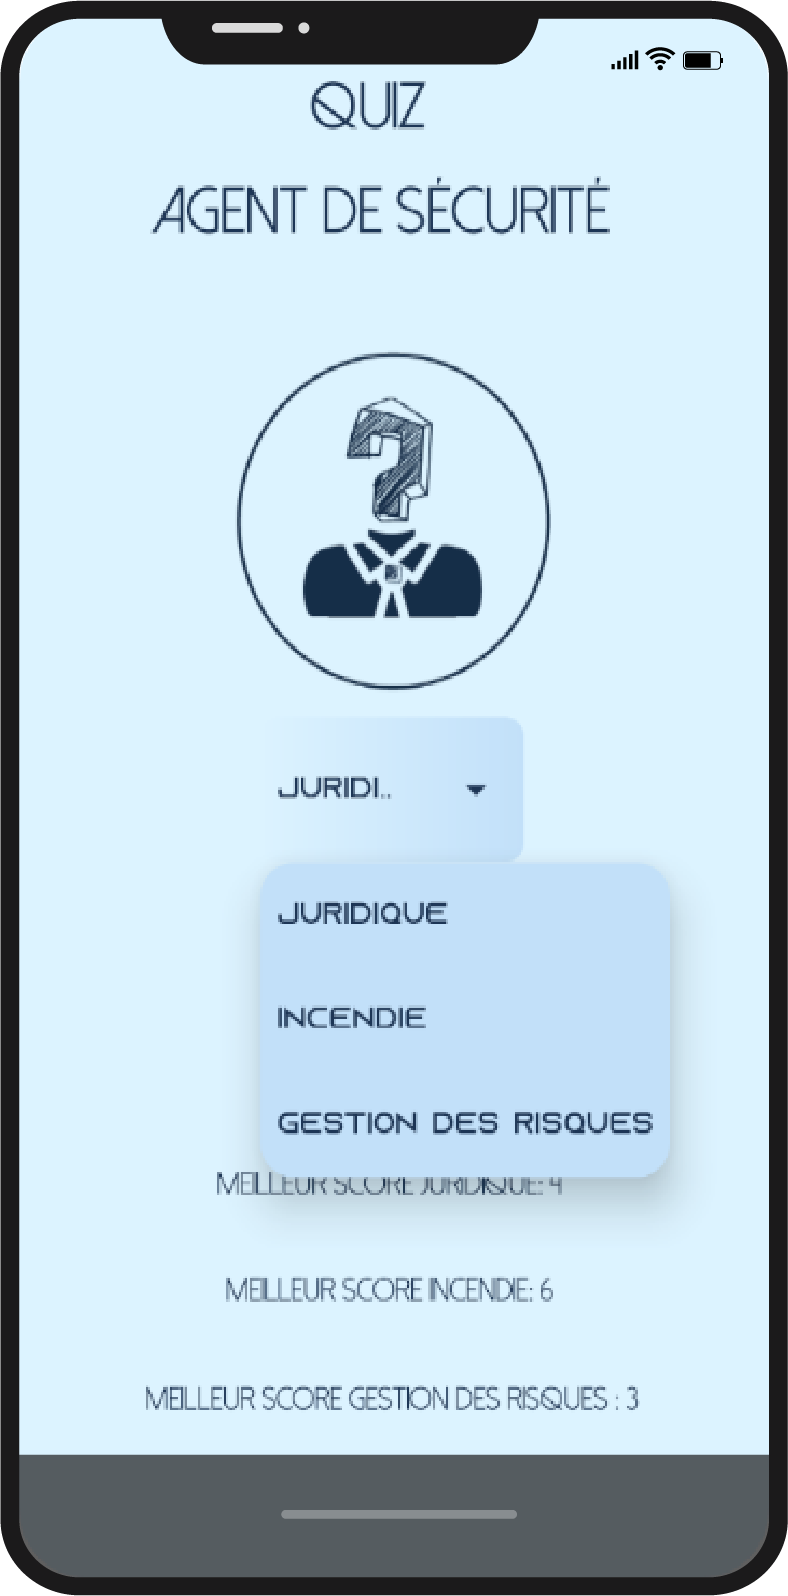 QUIZ
AGENT DE SÉCURITÉ
JURIDI..
JURIDIQUE
INCENDIE
GESTION DES RISQUES
MEILLEUR SCORE JURIDIQUE: 4
MEILLEUR SCORE INCENDIE: 6
MEILLEUR SCORE GESTION DES RISQUES : 3